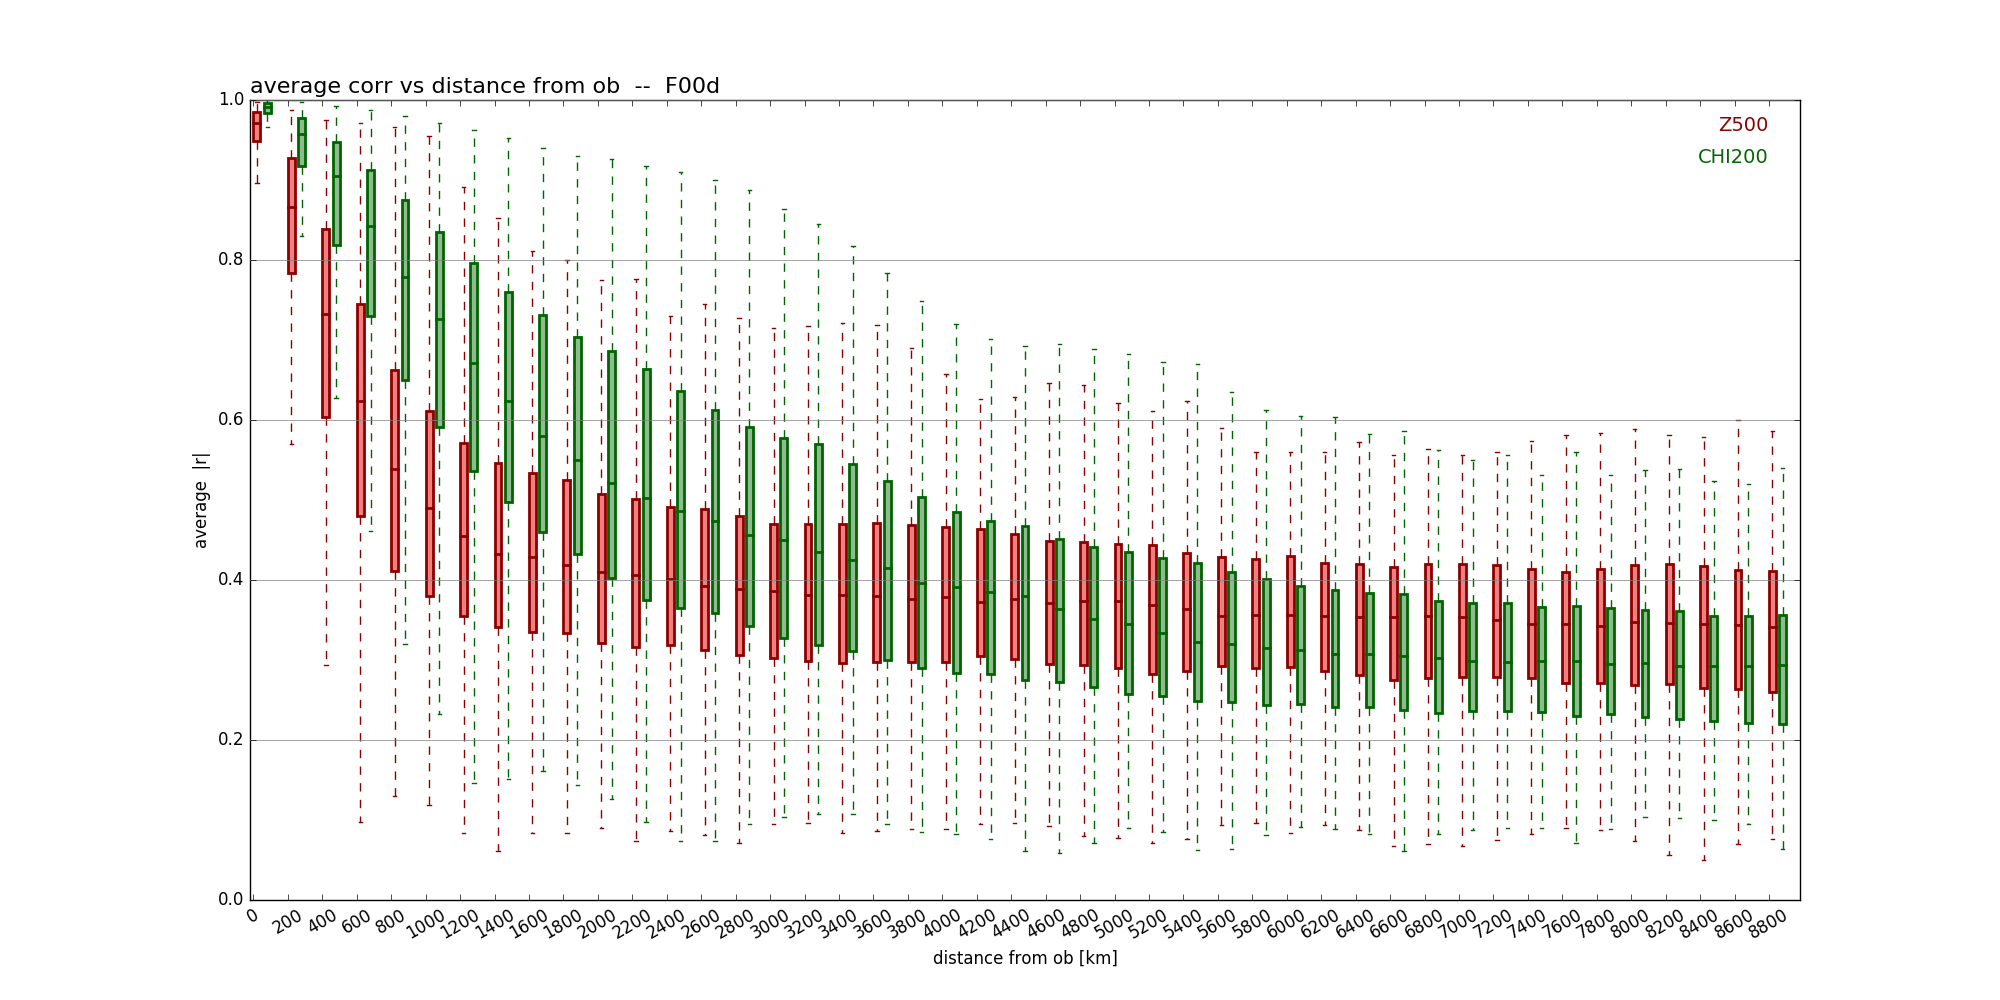 average corr vs distance from ob  --  F00d
1.0
Z500
CHI200
0.8
0.6
average  |r|
0.4
0.2
0.0
0 200 400 600 800 1000 1200 1400 1600 1800 2000 2200 2400 2600 2800 3000 3200 3400 3600 3800 4000 4200 4400 4600 4800 5000 5200 5400 5600 5800 6000 6200 6400 6600 6800 7000 7200 7400 7600 7800 8000 8200 8400 8600 8800
distance from ob [km]